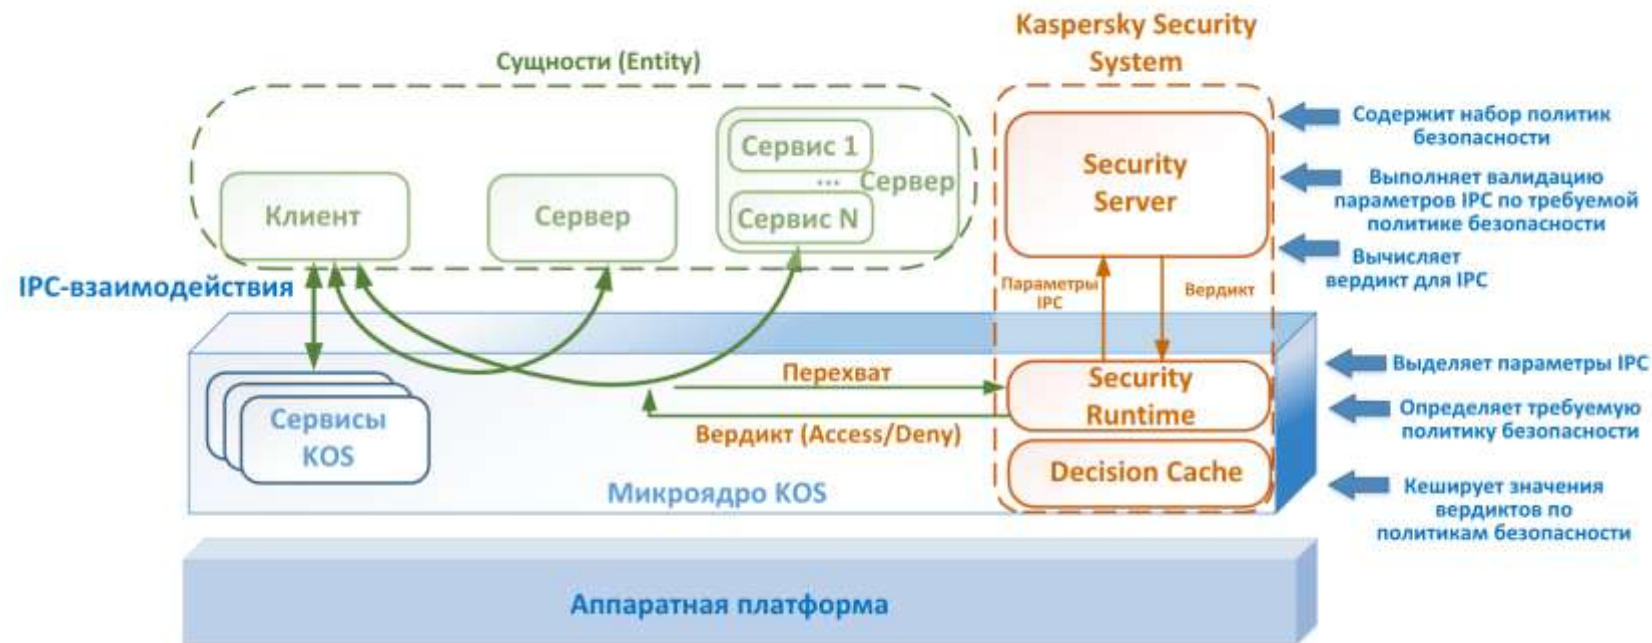 Kaspersky Security
System
Сущности (Entity)
Сервис 1
...
Сервер
Сервис N
Клиент
Сервер
Security
Server
Содержит набор политик
безопасности
Выполняет валидацию
параметров IPC по требуемой
политике безопасности
Вычисляет
вердикт для IPC
IPC-взаимодействия
Параметры
IPC
Вердикт
Перехват
Вердикт (Access/Deny)
Security
Runtime
Decision Cache
Выделяет параметры IPC
Определяет требуемую
политику безопасности
Кеширует значения
вердиктов по
политикам безопасности
Сервисы
KOS
Микроядро KOS
Аппаратная платформа